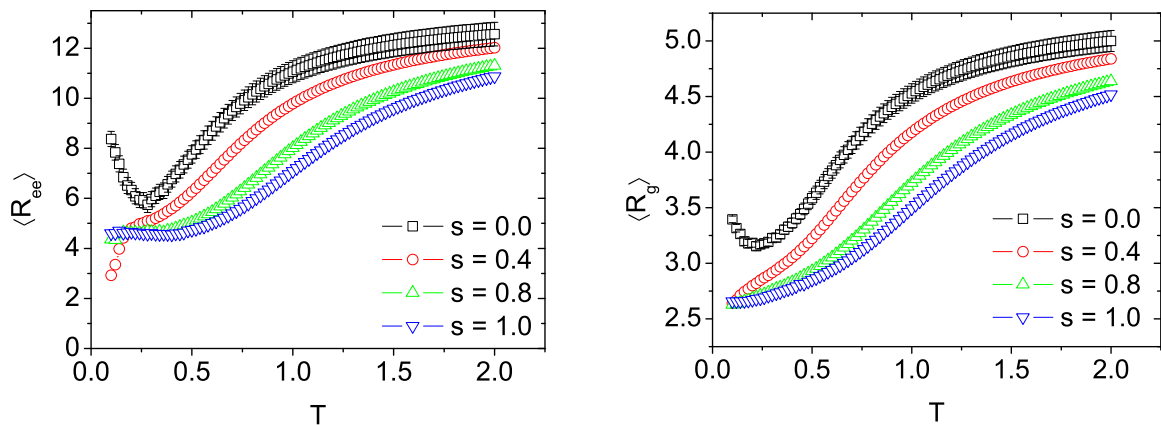 12
10
8
6
4
2
0
⟨R_ee⟩
0.0 0.5 1.0 1.5 2.0
T
s = 0.0
s = 0.4
s = 0.8
s = 1.0
5.0
4.5
4.0
3.5
3.0
2.5
⟨R_g⟩
0.0 0.5 1.0 1.5 2.0
T
s = 0.0
s = 0.4
s = 0.8
s = 1.0